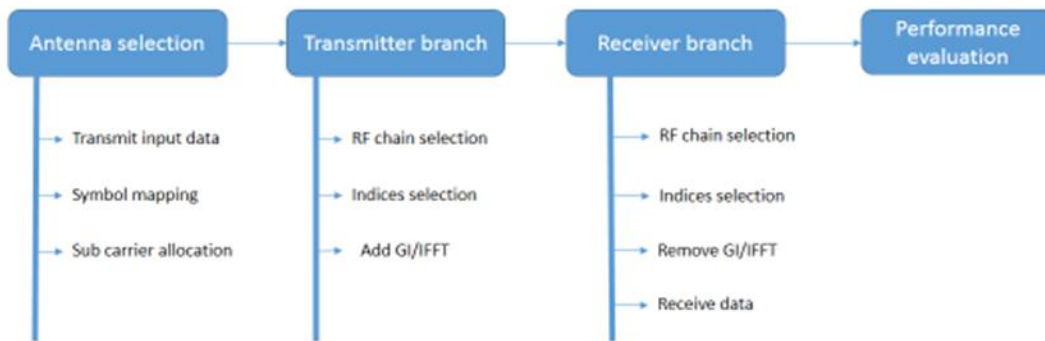 Antenna selection
Transmit input data
Symbol mapping
Sub carrier allocation
Transmitter branch
RF chain selection
Indices selection
Add GI/IFFT
Receiver branch
RF chain selection
Indices selection
Remove GI/IFFT
Receive data
Performance
evaluation